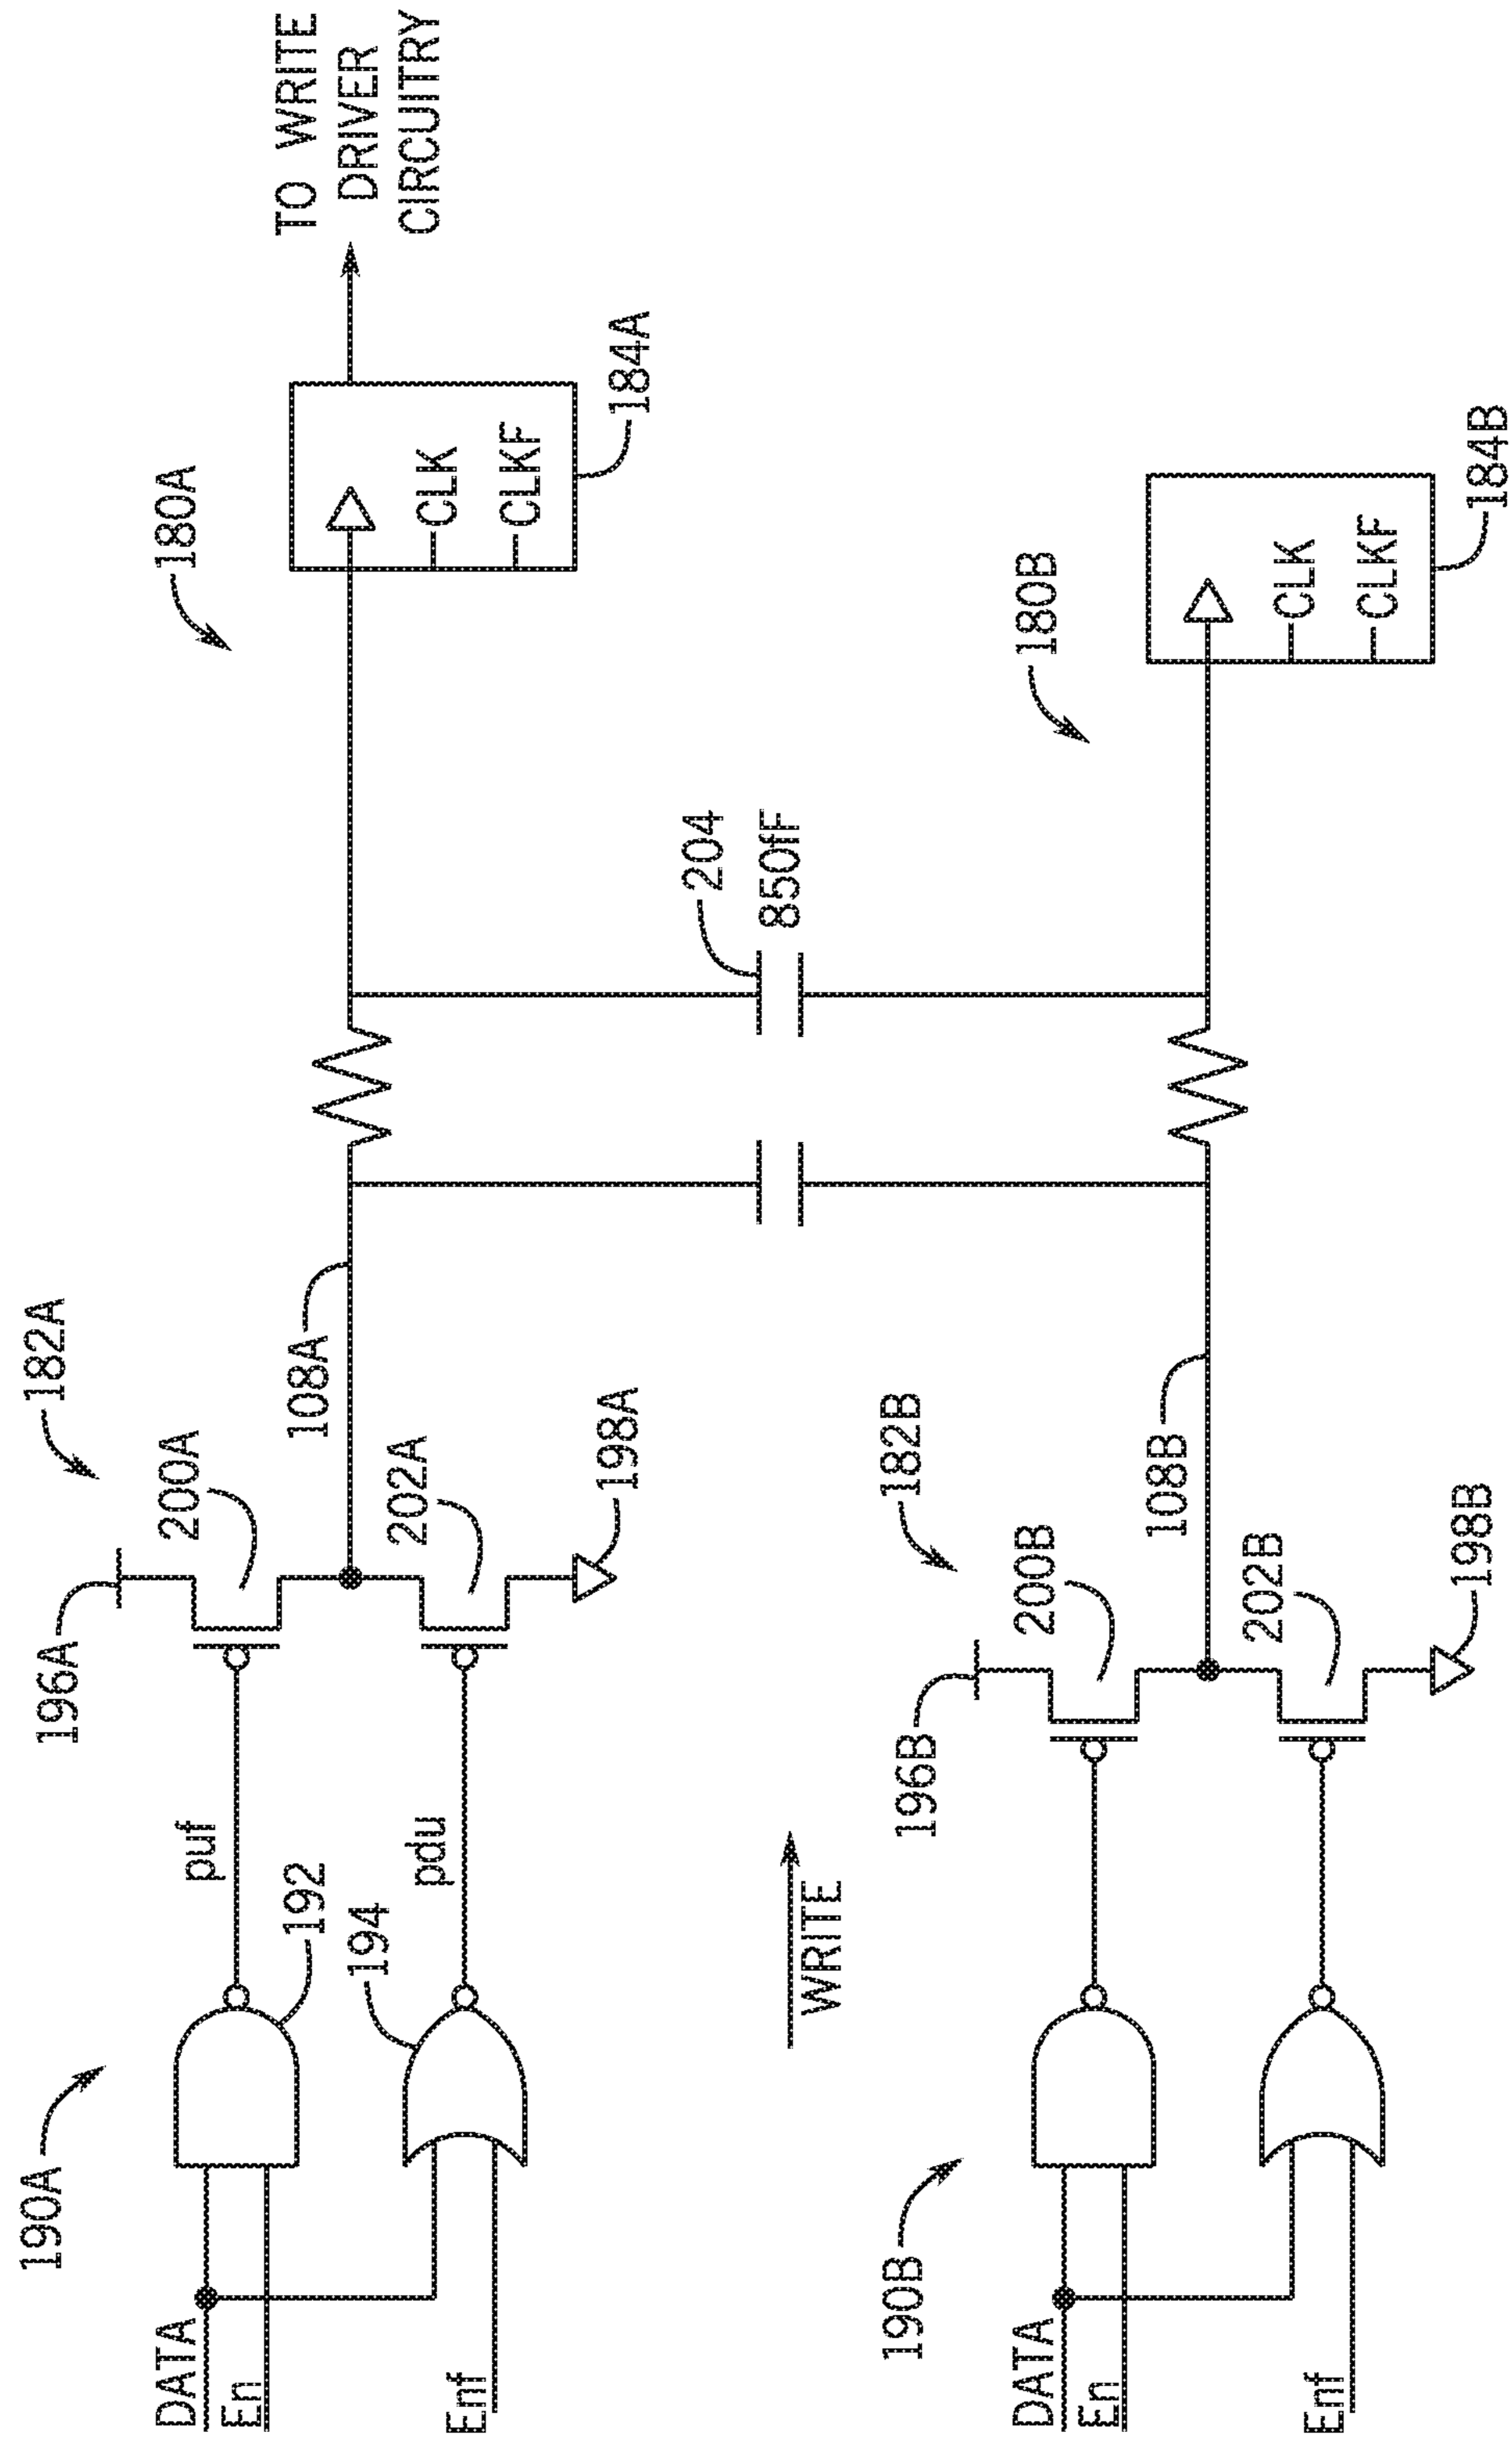 180A
TO WRITE
DRIVER
CIRCUITRY
182A
190A
196A
200A
puf
108A
DATA
En
192
CLK
CLKF
184A
202A
194
pdu
198A
Enf
204
850fF
WRITE
180B
182B
190B
196B
200B
108B
DATA
En
CLK
CLKF
184B
202B
198B
Enf